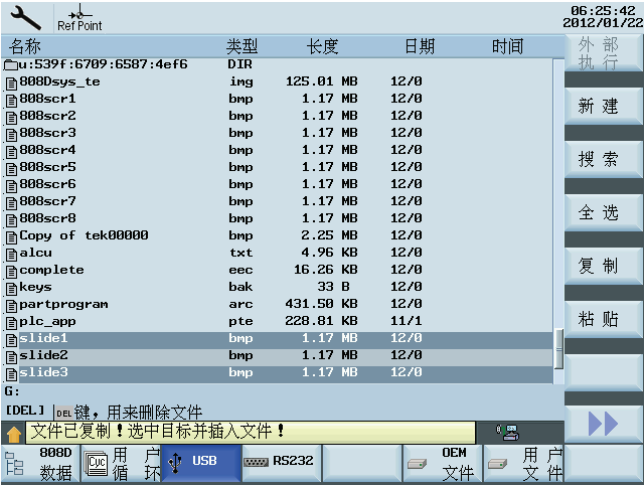 Ref Point
06:25:42
2012/01/22
名称 类型 长度 日期 时间
u:539f:6709:6587:4ef6 DIR
808Dsys_te img 125.01 MB 12/0
808scr1 bmp 1.17 MB 12/0
808scr2 bmp 1.17 MB 12/0
808scr3 bmp 1.17 MB 12/0
808scr4 bmp 1.17 MB 12/0
808scr5 bmp 1.17 MB 12/0
808scr6 bmp 1.17 MB 12/0
808scr7 bmp 1.17 MB 12/0
808scr8 bmp 1.17 MB 12/0
Copy of tek00000 bmp 2.25 MB 12/0
alcu txt 4.96 KB 12/0
complete eec 16.26 KB 12/0
keys bak 33 B 12/0
partprogram arc 431.50 KB 12/0
plc_app pte 228.81 KB 11/1
slide1 bmp 1.17 MB 12/0
slide2 bmp 1.17 MB 12/0
slide3 bmp 1.17 MB 12/0
G:
[DEL] DEL键，用来删除文件
文件已复制！选中目标并插入文件！
外部
执行
新建
搜索
全选
复制
粘贴
808D
数据
Cyc
用户
循环
USB
RS232
OEM
文件
用户
文件